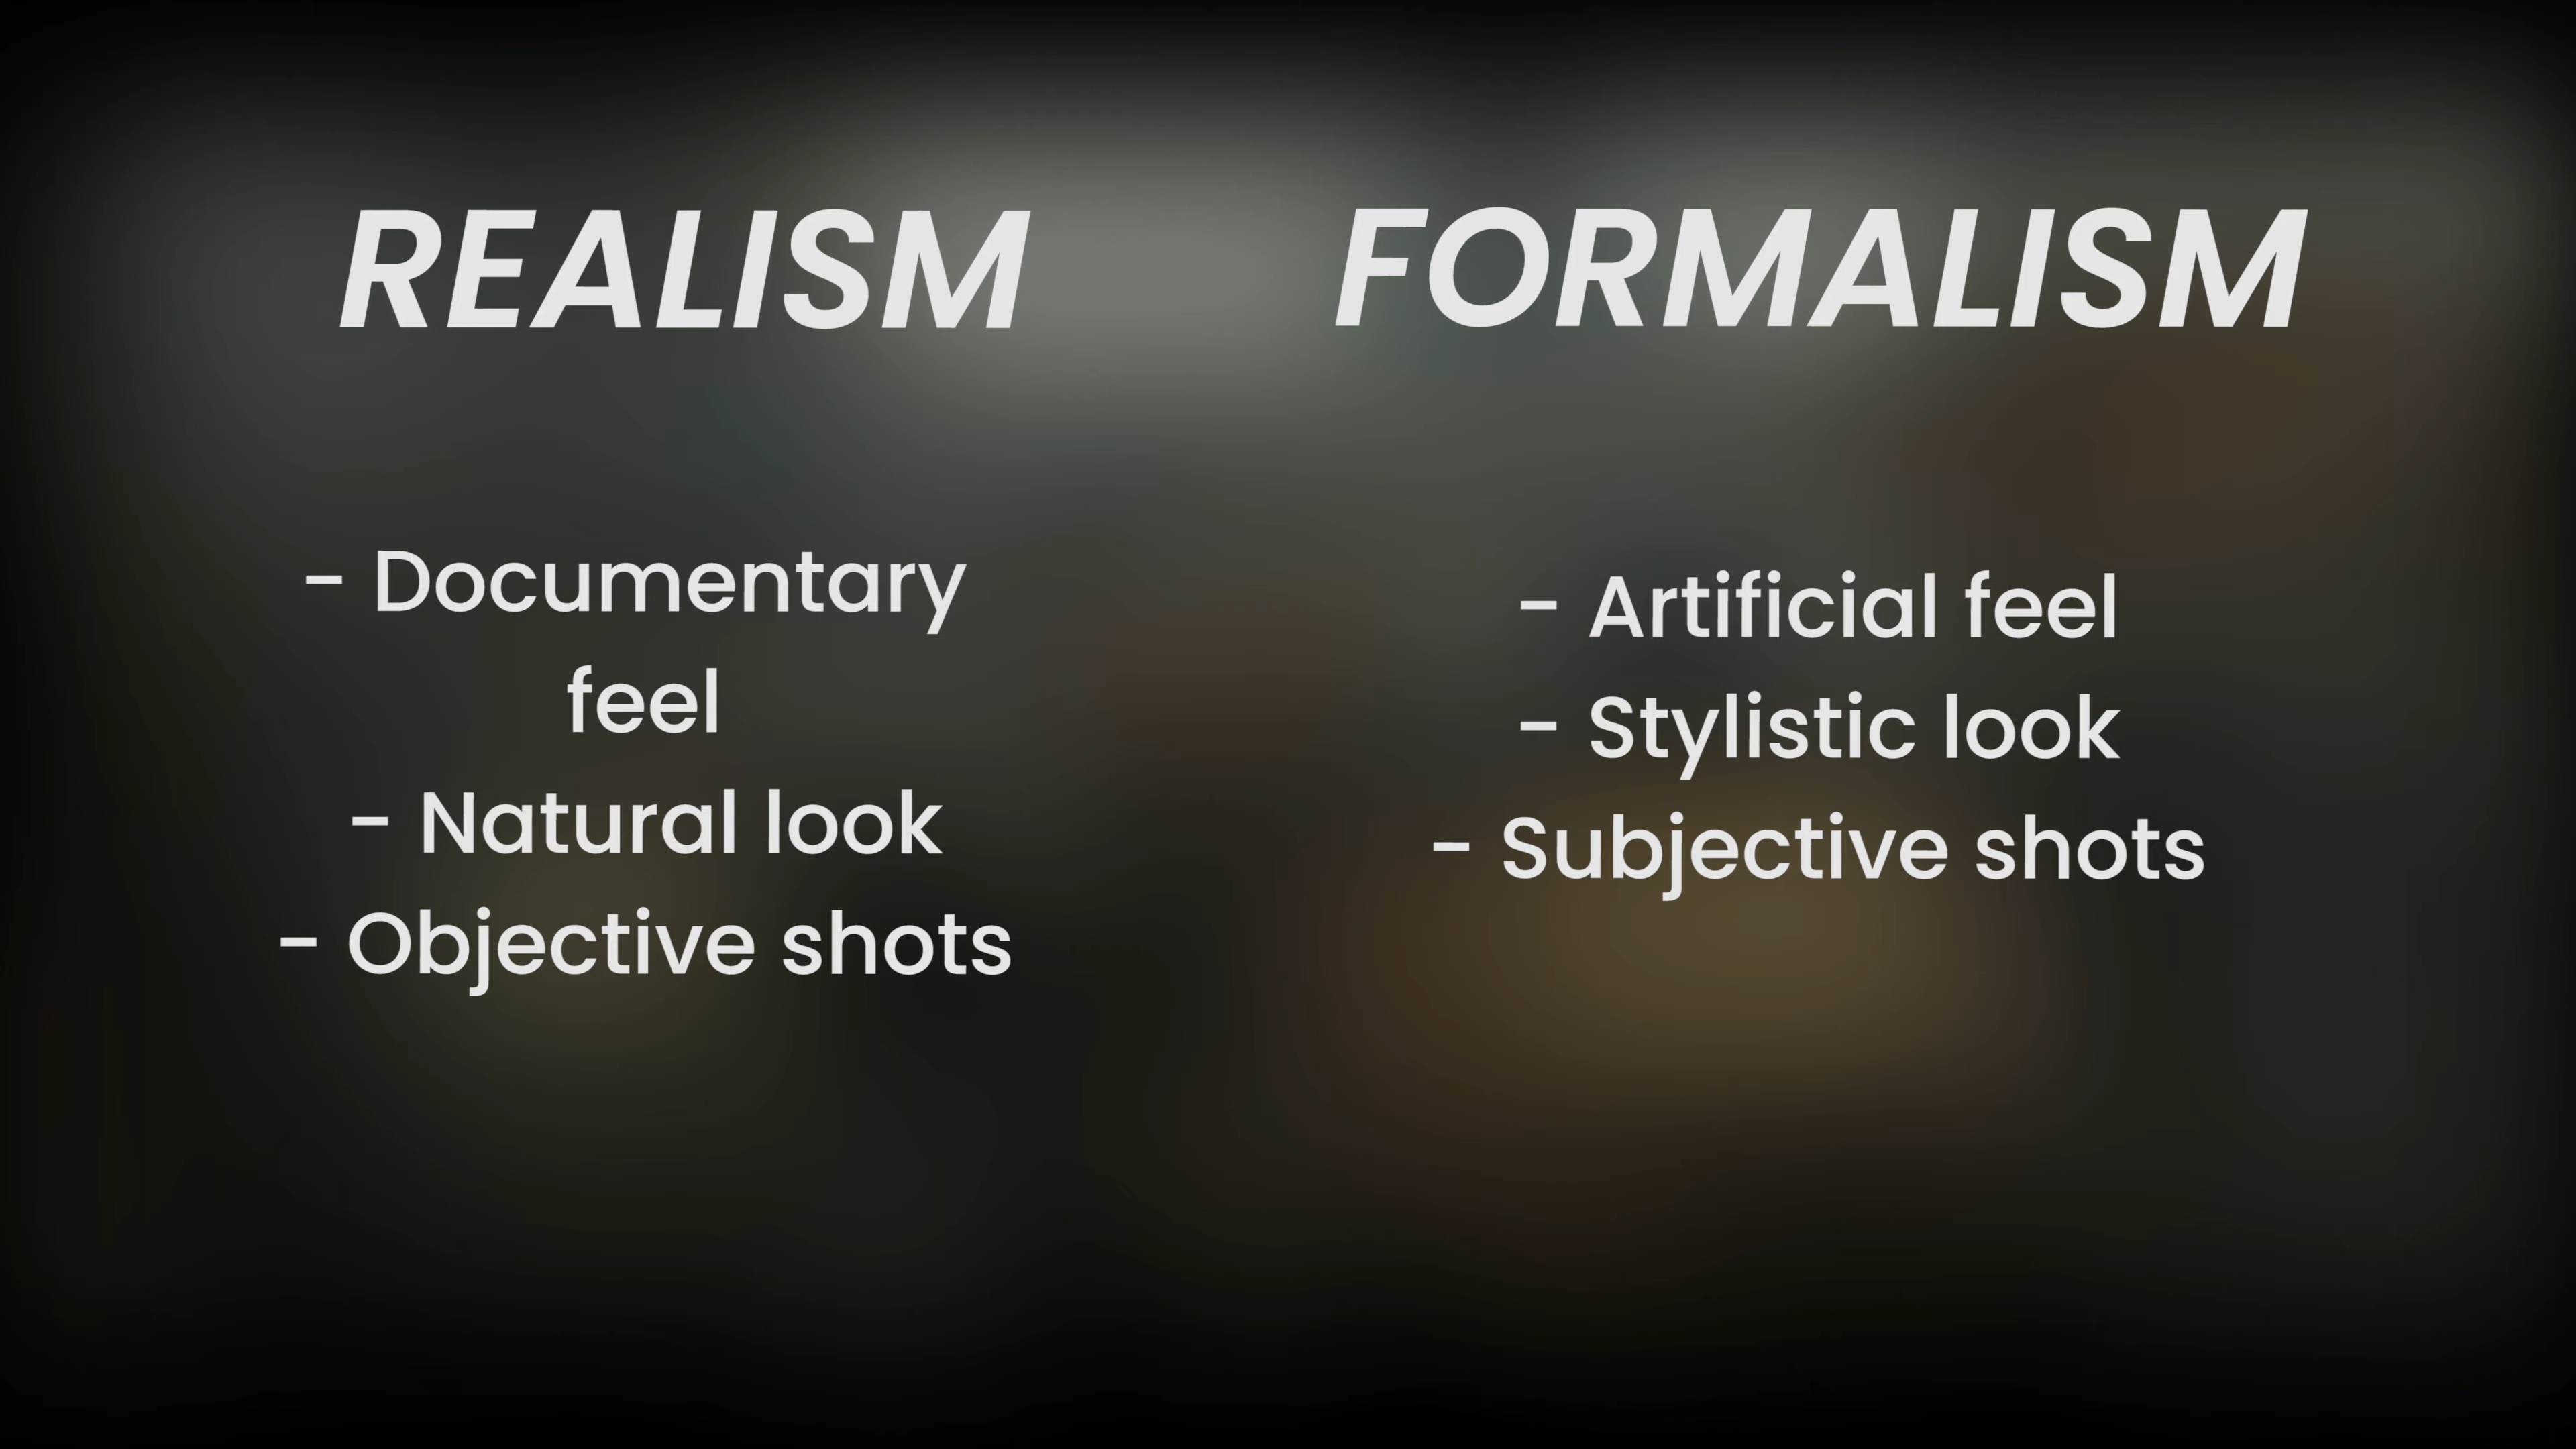 REALISM
- Documentary
feel
- Natural look
- Objective shots
FORMALISM
- Artificial feel
- Stylistic look
- Subjective shots